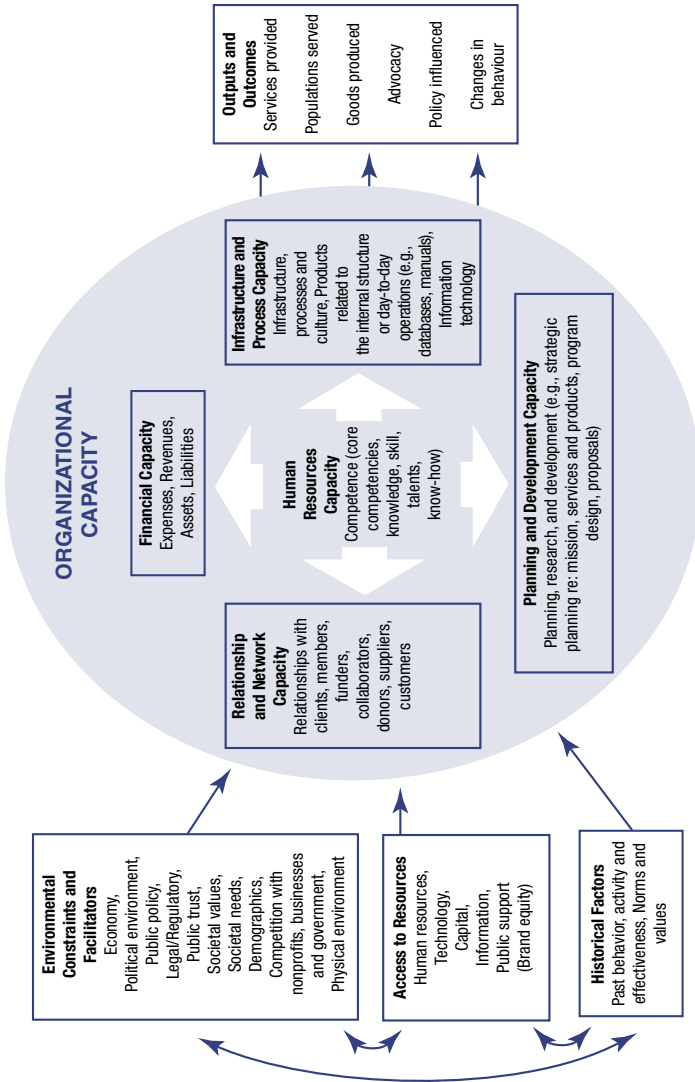 Environmental
Constraints and
Facilitators
Economy,
Political environment,
Public policy,
Legal/Regulatory,
Public trust,
Societal values,
Societal needs,
Demographics,
Competition with
nonprofits, businesses
and government,
Physical environment
Access to Resources
Human resources,
Technology,
Capital,
Information,
Public support
(Brand equity)
Historical Factors
Past behavior, activity and
effectiveness, Norms and
values
ORGANIZATIONAL
CAPACITY
Financial Capacity
Expenses, Revenues,
Assets, Liabilities
Relationship
and Network
Capacity
Relationships with
clients, members,
funders,
collaborators,
donors, suppliers,
customers
Human
Resources
Capacity
Competence (core
competencies,
knowledge, skill,
talents,
know-how)
Infrastructure and
Process Capacity
Infrastructure,
processes and
culture, Products
related to
the internal structure
or day-to-day
operations (e.g.,
databases, manuals),
Information
technology
Planning and Development Capacity
Planning, research, and development (e.g., strategic
planning re: mission, services and products, program
design, proposals)
Outputs and
Outcomes
Services provided
Populations served
Goods produced
Advocacy
Policy influenced
Changes in
behaviour